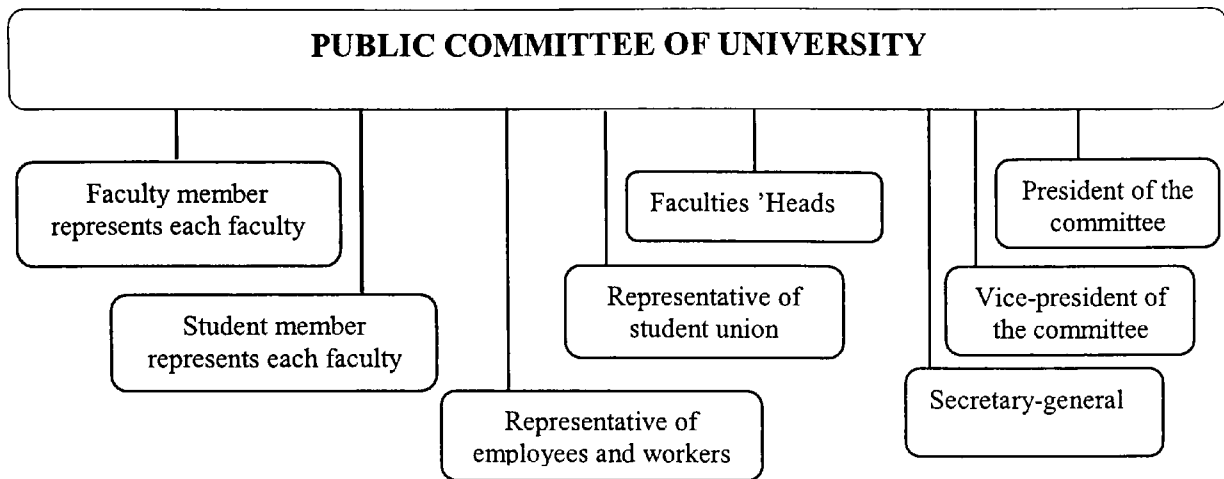 PUBLIC COMMITTEE OF UNIVERSITY
Faculty member
represents each faculty
Student member
represents each faculty
Representative of
employees and workers
Representative of
student union
Faculties 'Heads
Secretary-general
Vice-president of
the committee
President of the
committee